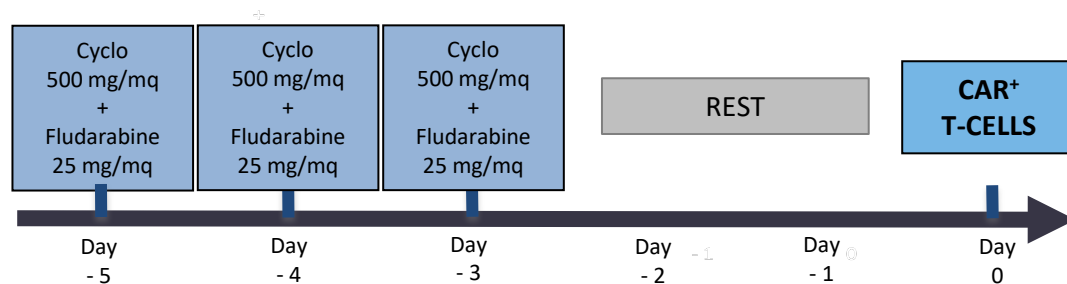 Cyclo
500 mg/mq
+
Fludarabine
25 mg/mq
Cyclo
500 mg/mq
+
Fludarabine
25 mg/mq
Cyclo
500 mg/mq
+
Fludarabine
25 mg/mq
REST
CAR⁺
T-CELLS
Day
- 5
Day
- 4
Day
- 3
Day
- 2
Day
- 1
Day
0
+
- 1
0